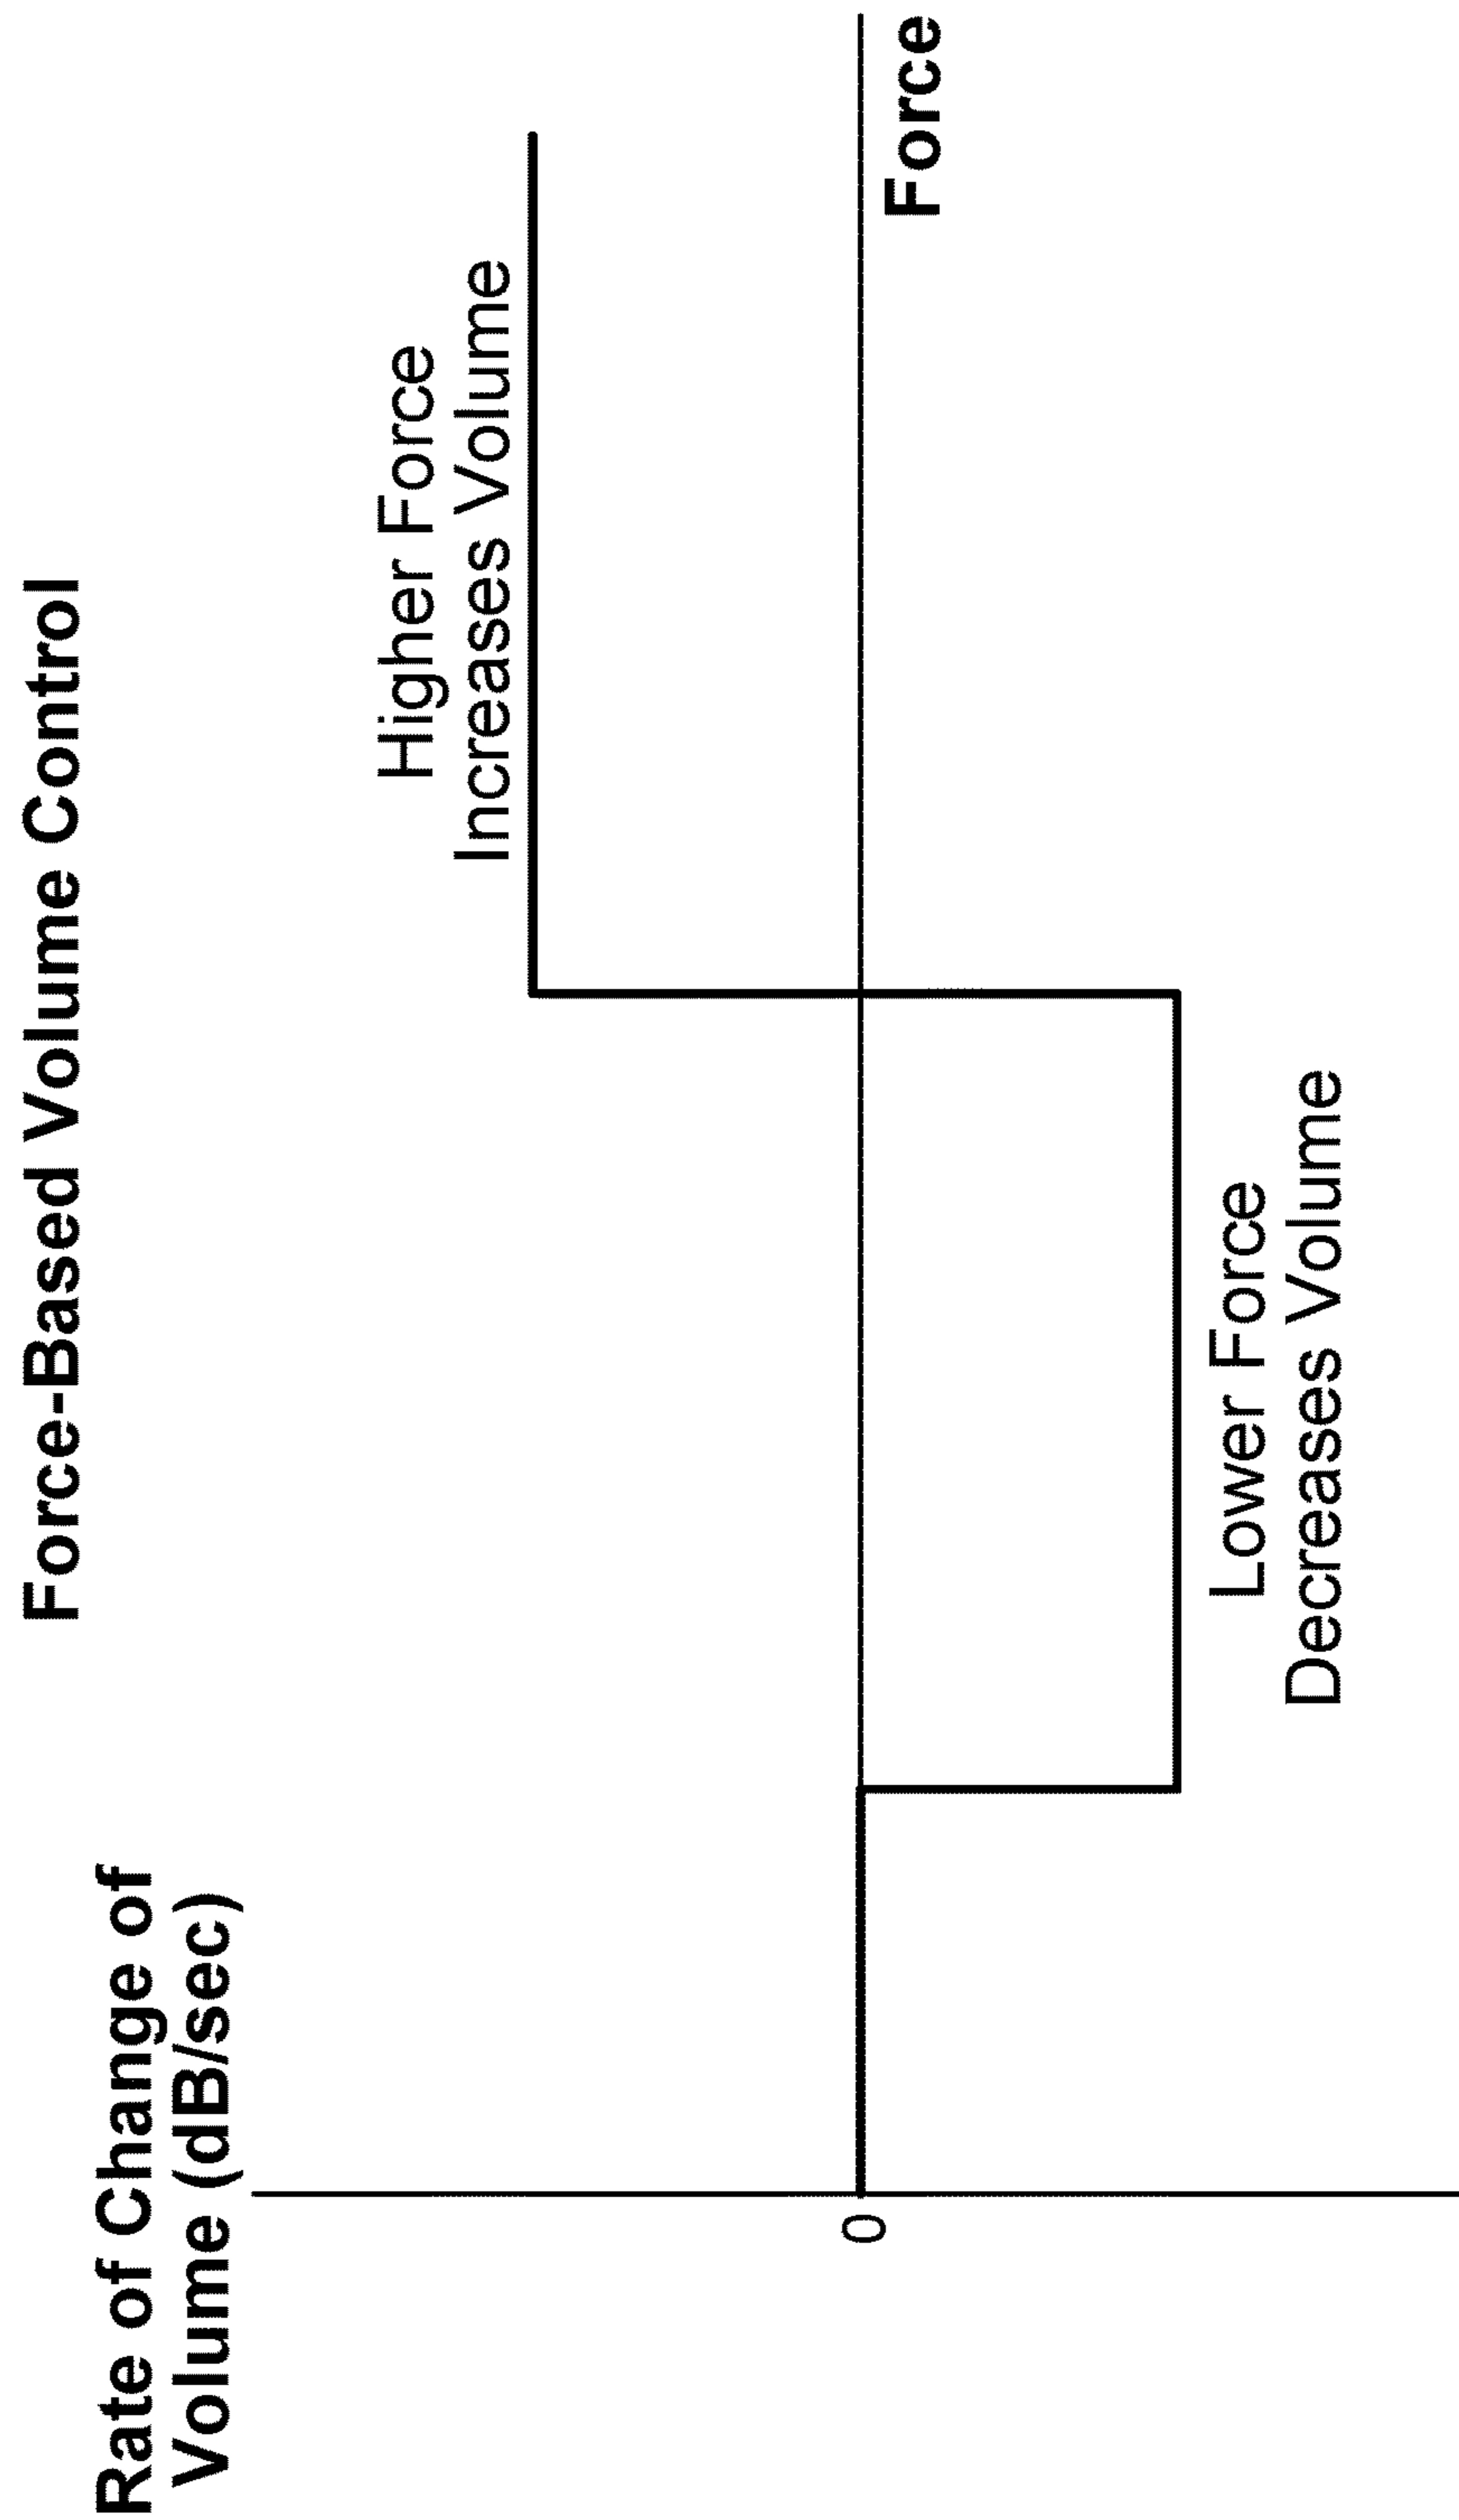 Force-Based Volume Control
Rate of Change of
Volume (dB/sec)
Higher Force
Increases Volume
0
Force
Lower Force
Decreases Volume